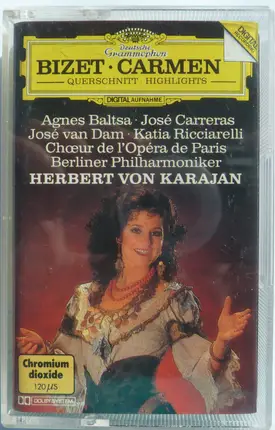 Deutsche
Grammophon
DIGITAL
BIZET · CARMEN
QUERSCHNITT · HIGHLIGHTS
DIGITALAUFNAHME
Agnes Baltsa · José Carreras
José van Dam · Katia Ricciarelli
Chœur de l'Opéra de Paris
Berliner Philharmoniker
HERBERT VON KARAJAN
Chromium
dioxide
120 µS
DOLBY SYSTEM